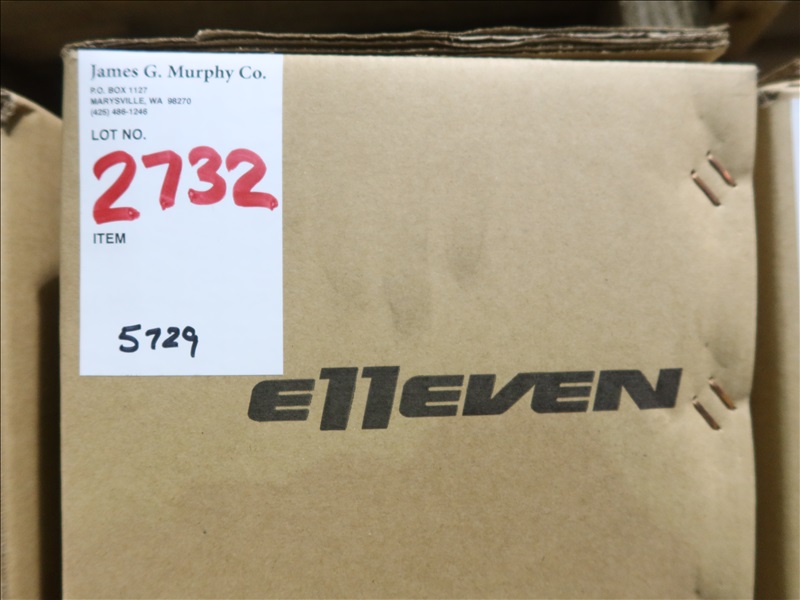 James G. Murphy Co.
P.O. BOX 1127
MARYSVILLE, WA 98270
(425) 486-1246
LOT NO.
2732
ITEM
5729
e11even